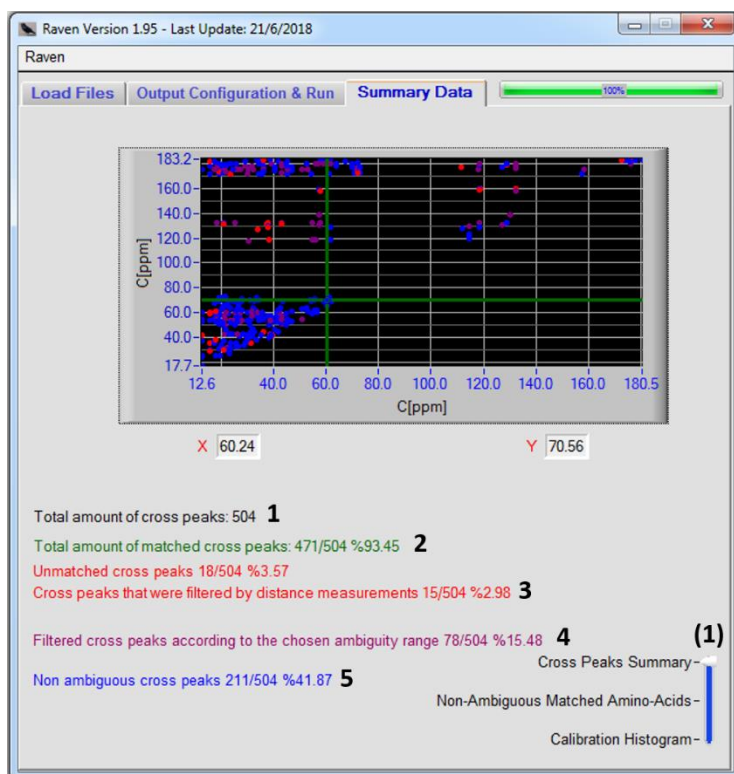 Raven Version 1.95 - Last Update: 21/6/2018
Raven
Load Files Output Configuration & Run Summary Data 100%
183.2
160.0
140.0
120.0
100.0
80.0
60.0
40.0
17.7
C[ppm]
12.6 40.0 60.0 80.0 100.0 120.0 140.0 160.0 180.5
C[ppm]
X 60.24 Y 70.56
Total amount of cross peaks: 504 1
Total amount of matched cross peaks: 471/504 %93.45 2
Unmatched cross peaks 18/504 %3.57
Cross peaks that were filtered by distance measurements 15/504 %2.98 3
Filtered cross peaks according to the chosen ambiguity range 78/504 %15.48 4
(1)
Cross Peaks Summary
Non ambiguous cross peaks 211/504 %41.87 5
Non-Ambiguous Matched Amino-Acids
Calibration Histogram